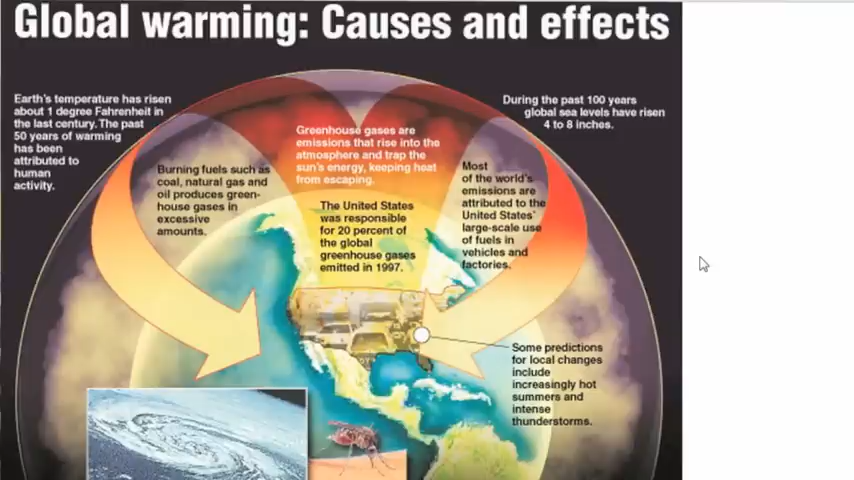 Global warming: Causes and effects
Earth's temperature has risen
about 1 degree Fahrenheit in
the last century. The past
50 years of warming
has been
attributed to
human
activity.
Burning fuels such as
coal, natural gas and
oil produces green-
house gases in
excessive
amounts.
Greenhouse gases are
emissions that rise into the
atmosphere and trap the
sun's energy, keeping heat
from escaping.
The United States
was responsible
for 20 percent of
the global
greenhouse gases
emitted in 1997.
Most
of the world's
emissions are
attributed to the
United States'
large-scale use
of fuels in
vehicles and
factories.
During the past 100 years
global sea levels have risen
4 to 8 inches.
Some predictions
for local changes
include
increasingly hot
summers and
intense
thunderstorms.